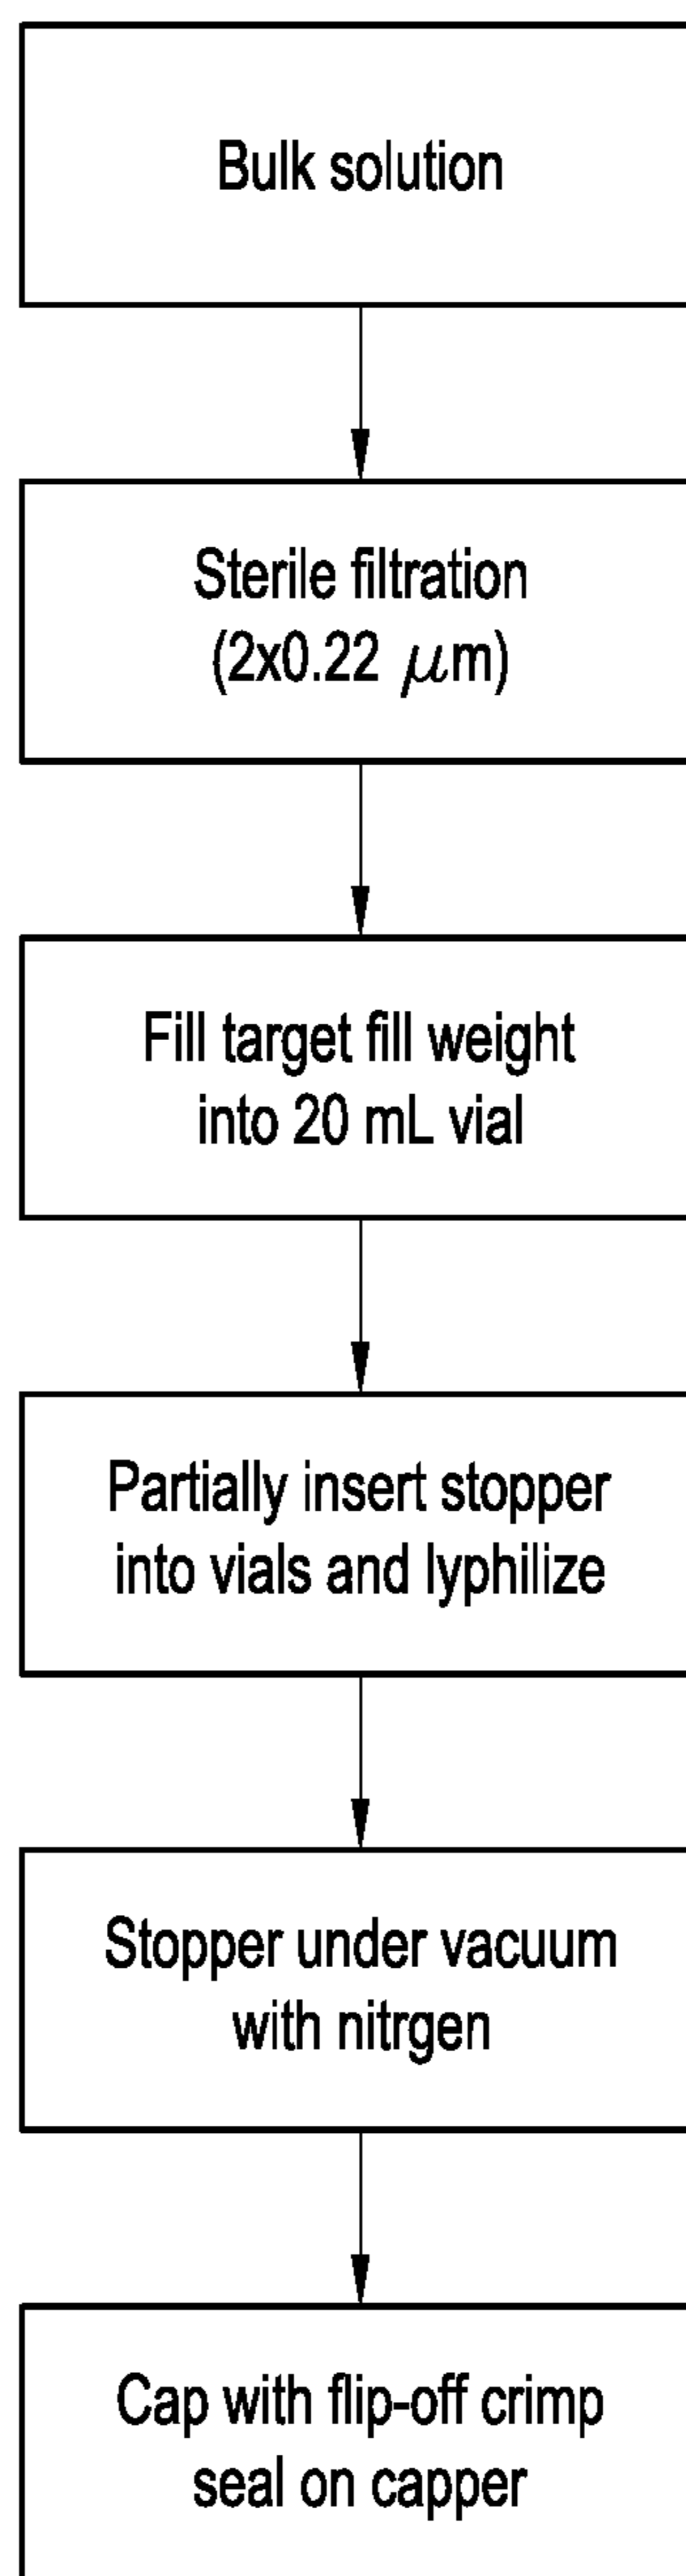 Bulk solution
Sterile filtration
(2x0.22 μm)
Fill target fill weight
into 20 mL vial
Partially insert stopper
into vials and lyphilize
Stopper under vacuum
with nitrgen
Cap with flip-off crimp
seal on capper